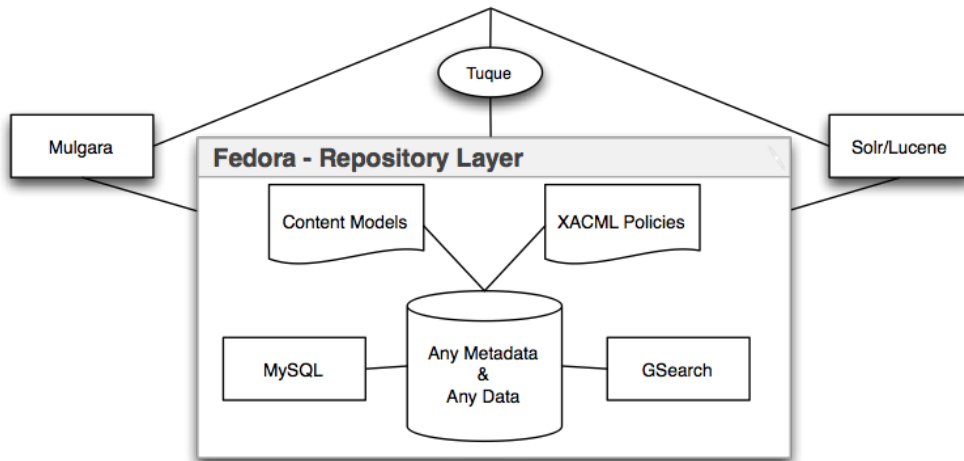 Tuque
Mulgara
Solr/Lucene
Fedora - Repository Layer
Content Models
XACML Policies
MySQL
Any Metadata
&
Any Data
GSearch